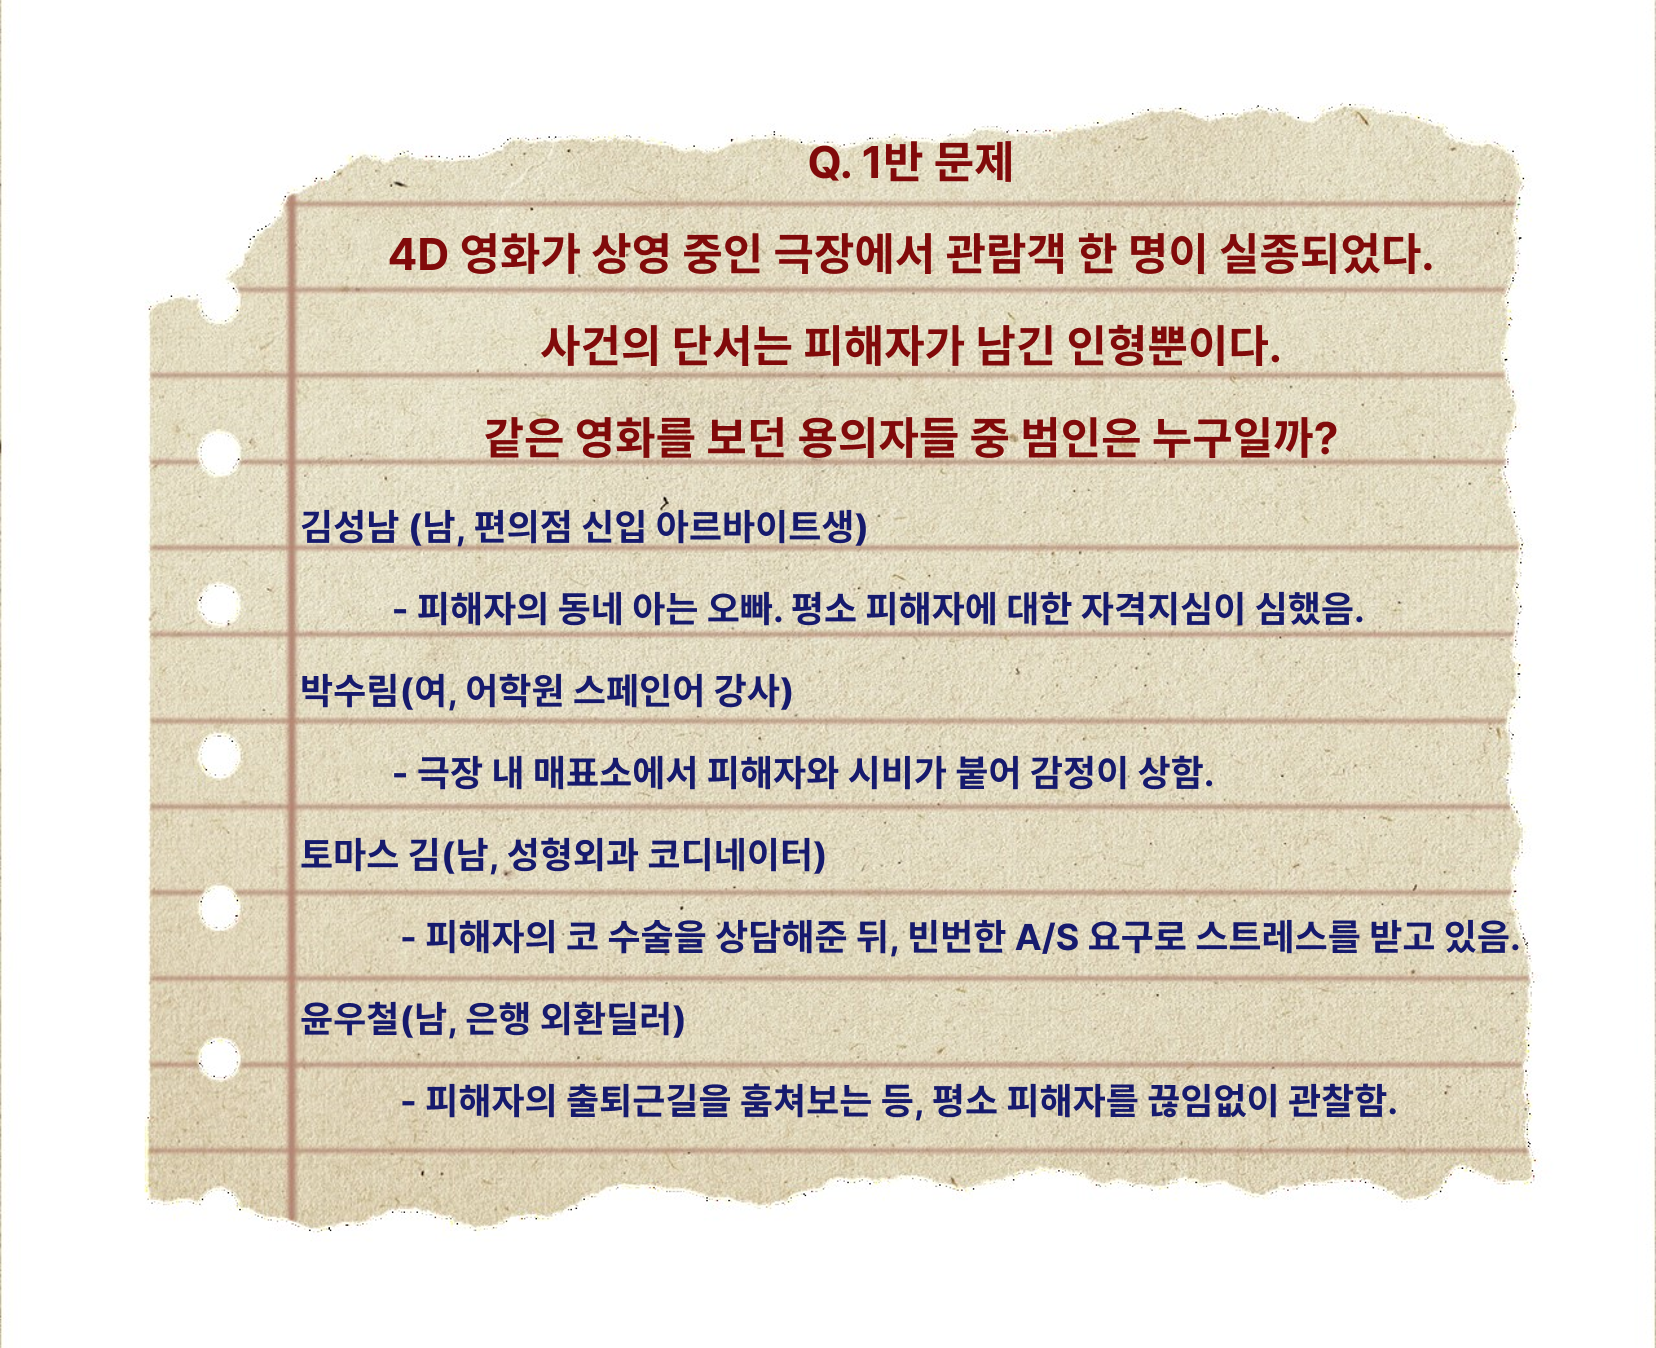 Q. 1반 문제
4D 영화가 상영 중인 극장에서 관람객 한 명이 실종되었다.
사건의 단서는 피해자가 남긴 인형뿐이다.
같은 영화를 보던 용의자들 중 범인은 누구일까?
김성남 (남, 편의점 신입 아르바이트생)
- 피해자의 동네 아는 오빠. 평소 피해자에 대한 자격지심이 심했음.
박수림(여, 어학원 스페인어 강사)
- 극장 내 매표소에서 피해자와 시비가 붙어 감정이 상함.
토마스 김(남, 성형외과 코디네이터)
- 피해자의 코 수술을 상담해준 뒤, 빈번한 A/S 요구로 스트레스를 받고 있음.
윤우철(남, 은행 외환딜러)
- 피해자의 출퇴근길을 훔쳐보는 등, 평소 피해자를 끊임없이 관찰함.